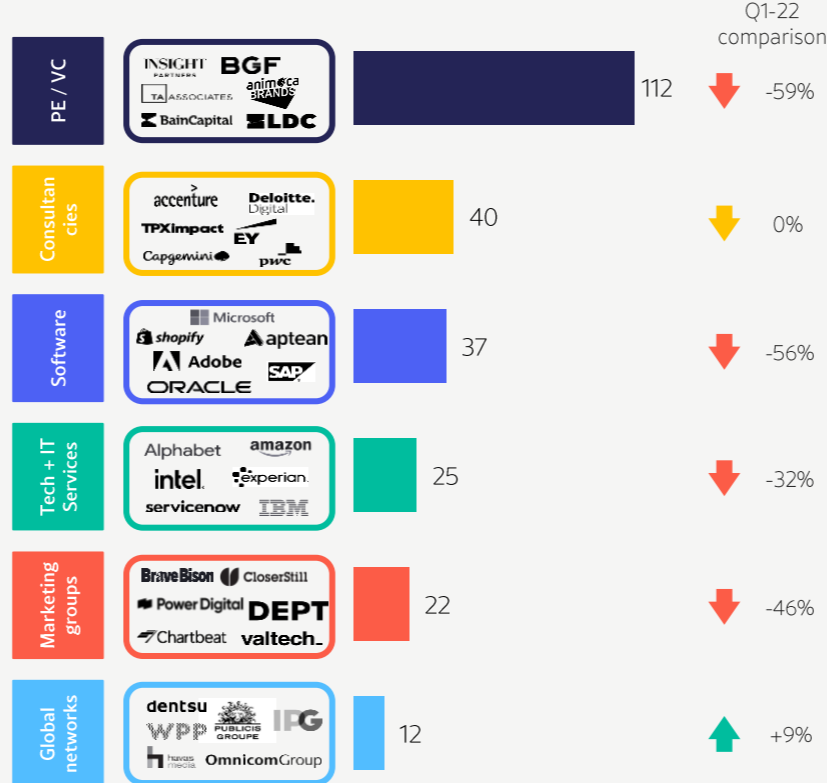 Q1-22
comparison
PE / VC
INSIGHT
PARTNERS
BGF
TA ASSOCIATES
animoca
BRANDS
BainCapital
LDC
112
-59%
Consultan
cies
accenture
Deloitte.
Digital
TPXimpact
EY
Capgemini
pwc
40
0%
Software
Microsoft
shopify
aptean
Adobe
SAP
ORACLE
37
-56%
Tech + IT
Services
Alphabet
amazon
intel.
experian.
servicenow
IBM
25
-32%
Marketing
groups
BraveBison
CloserStill
Power Digital
DEPT
Chartbeat
valtech_
22
-46%
Global
networks
dentsu
WPP
PUBLICIS
GROUPE
IPG
h
havas
media
OmnicomGroup
12
+9%